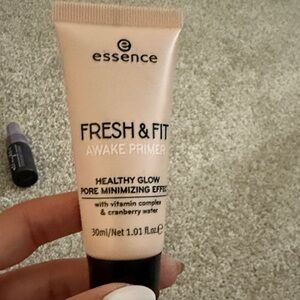 essence
FRESH & FIT
AWAKE PRIMER
HEALTHY GLOW
PORE MINIMIZING EFFECT
with vitamin complex
& cranberry water
30ml/Net 1.01 fl.oz.e